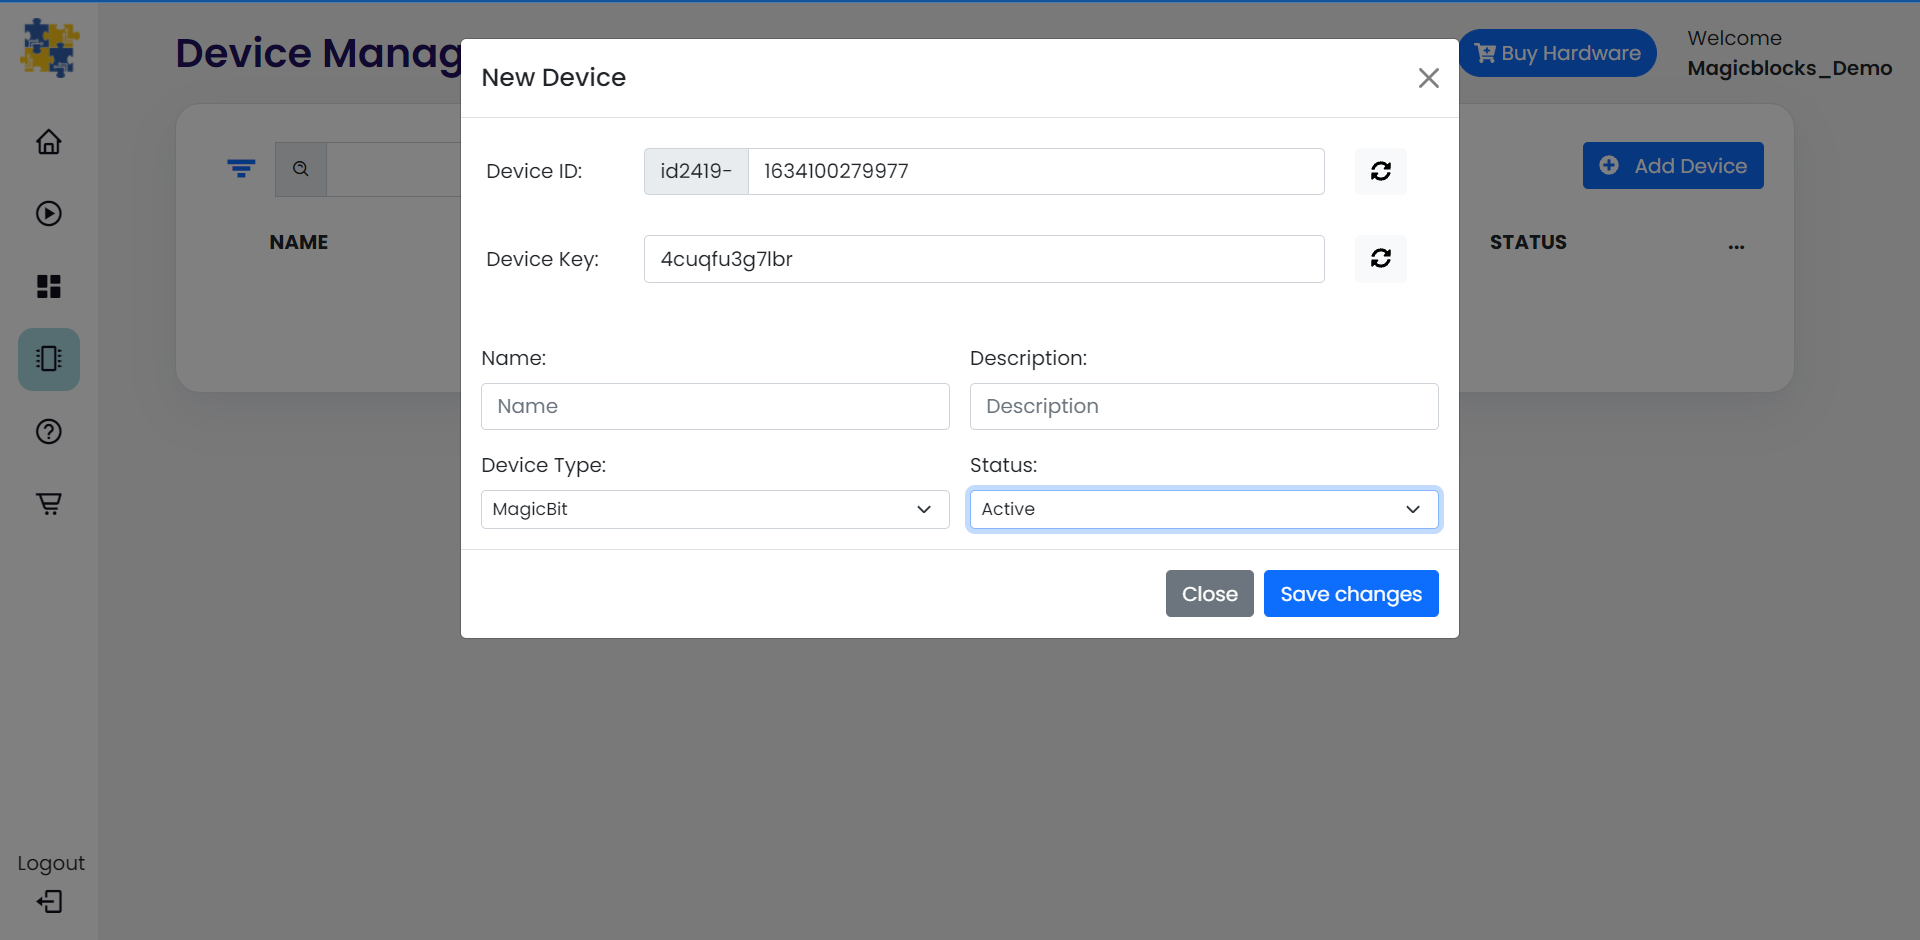 Device Manag
Buy Hardware
Welcome
Magicblocks_Demo
New Device
Device ID:
id2419-
1634100279977
Add Device
NAME
STATUS
...
Device Key:
4cuqfu3g7lbr
Name:
Description:
Name
Description
Device Type:
Status:
MagicBit
Active
Close
Save changes
Logout